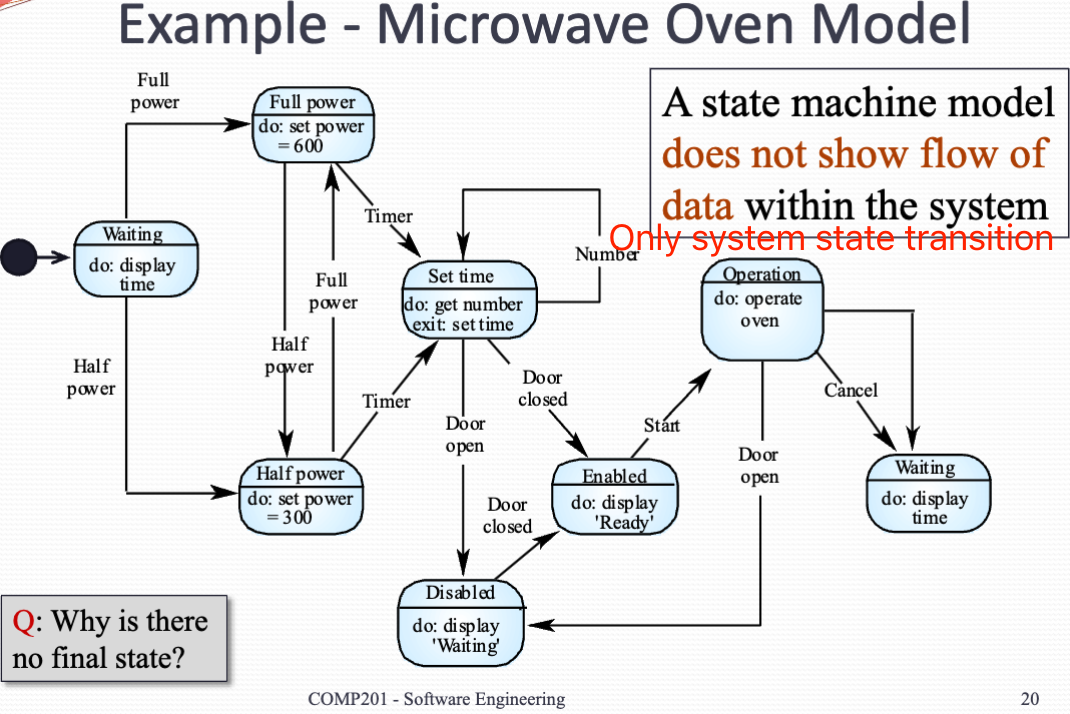 Example - Microwave Oven Model
Full
power
Full power
do: set power
= 600
A state machine model
does not show flow of
data within the system
Only system state transition
Timer
Number
Waiting
do: display
time
Full
power
Set time
do: get number
exit: set time
Operation
do: operate
oven
Half
power
Half
power
Timer
Door
closed
Cancel
Door
open
Start
Door
open
Half power
do: set power
= 300
Door
closed
Enabled
do: display
'Ready'
Waiting
do: display
time
Disabled
do: display
'Waiting'
Q: Why is there
no final state?
COMP201 - Software Engineering
20